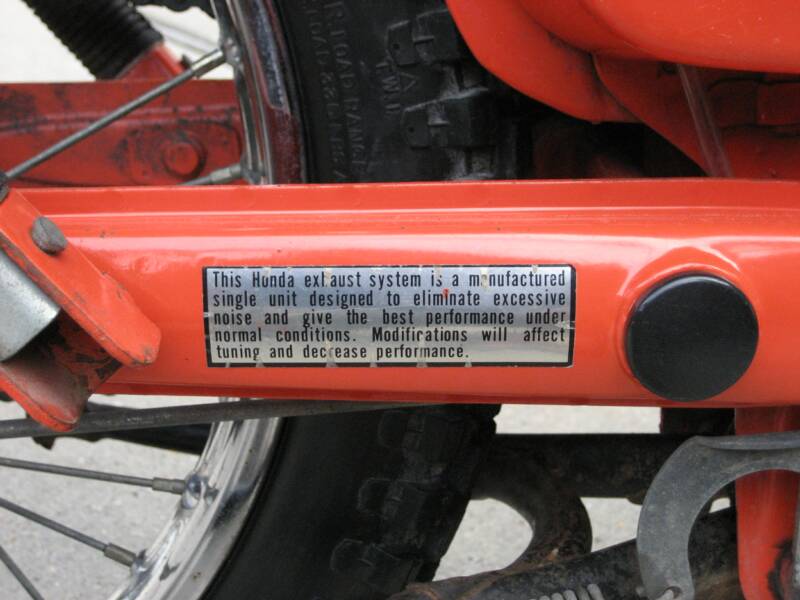 This Honda exhaust system is a manufactured
single unit designed to eliminate excessive
noise and give the best performance under
normal conditions. Modifications will affect
tuning and decrease performance.